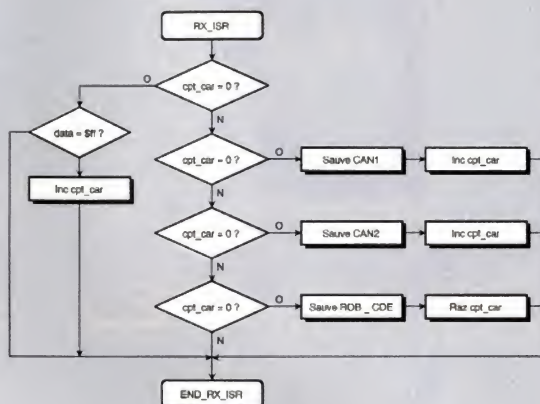 RX_ISR
O
cpt_car = 0 ?
N
data = $ff ?
cpt_car = 0 ?
O
Sauve CAN1
Inc cpt_car
Inc cpt_car
N
cpt_car = 0 ?
O
Sauve CAN2
Inc cpt_car
N
cpt_car = 0 ?
O
Sauve ROB _ CDE
Raz cpt_car
N
END_RX_ISR